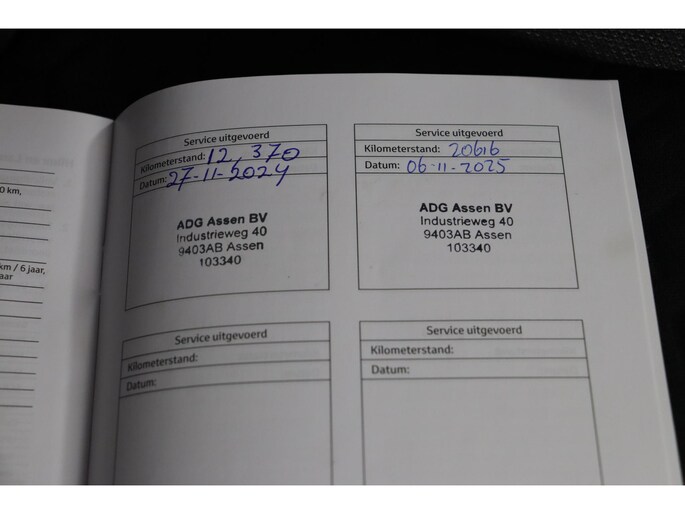 0 km,
km / 6 jaar,
aar
Service uitgevoerd
Kilometerstand: 12,370
Datum: 27-11-2024
ADG Assen BV
Industrieweg 40
9403AB Assen
103340
Service uitgevoerd
Kilometerstand: 20616
Datum: 06-11-2025
ADG Assen BV
Industrieweg 40
9403AB Assen
103340
Service uitgevoerd
Kilometerstand:
Datum:
Service uitgevoerd
Kilometerstand:
Datum: